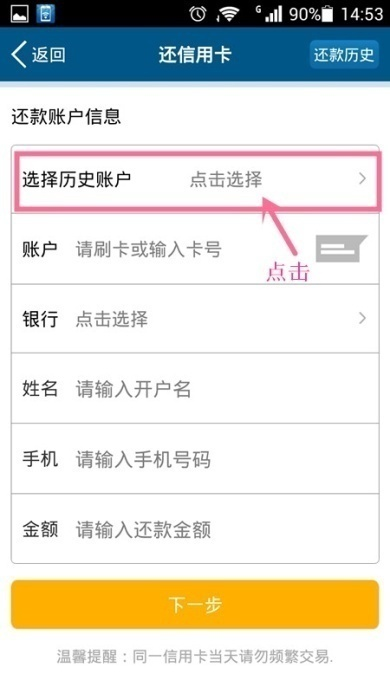 90% 14:53
返回 还信用卡 还款历史
还款账户信息
选择历史账户 点击选择
账户 请刷卡或输入卡号
点击
银行 点击选择
姓名 请输入开户名
手机 请输入手机号码
金额 请输入还款金额
下一步
温馨提醒：同一信用卡当天请勿频繁交易.